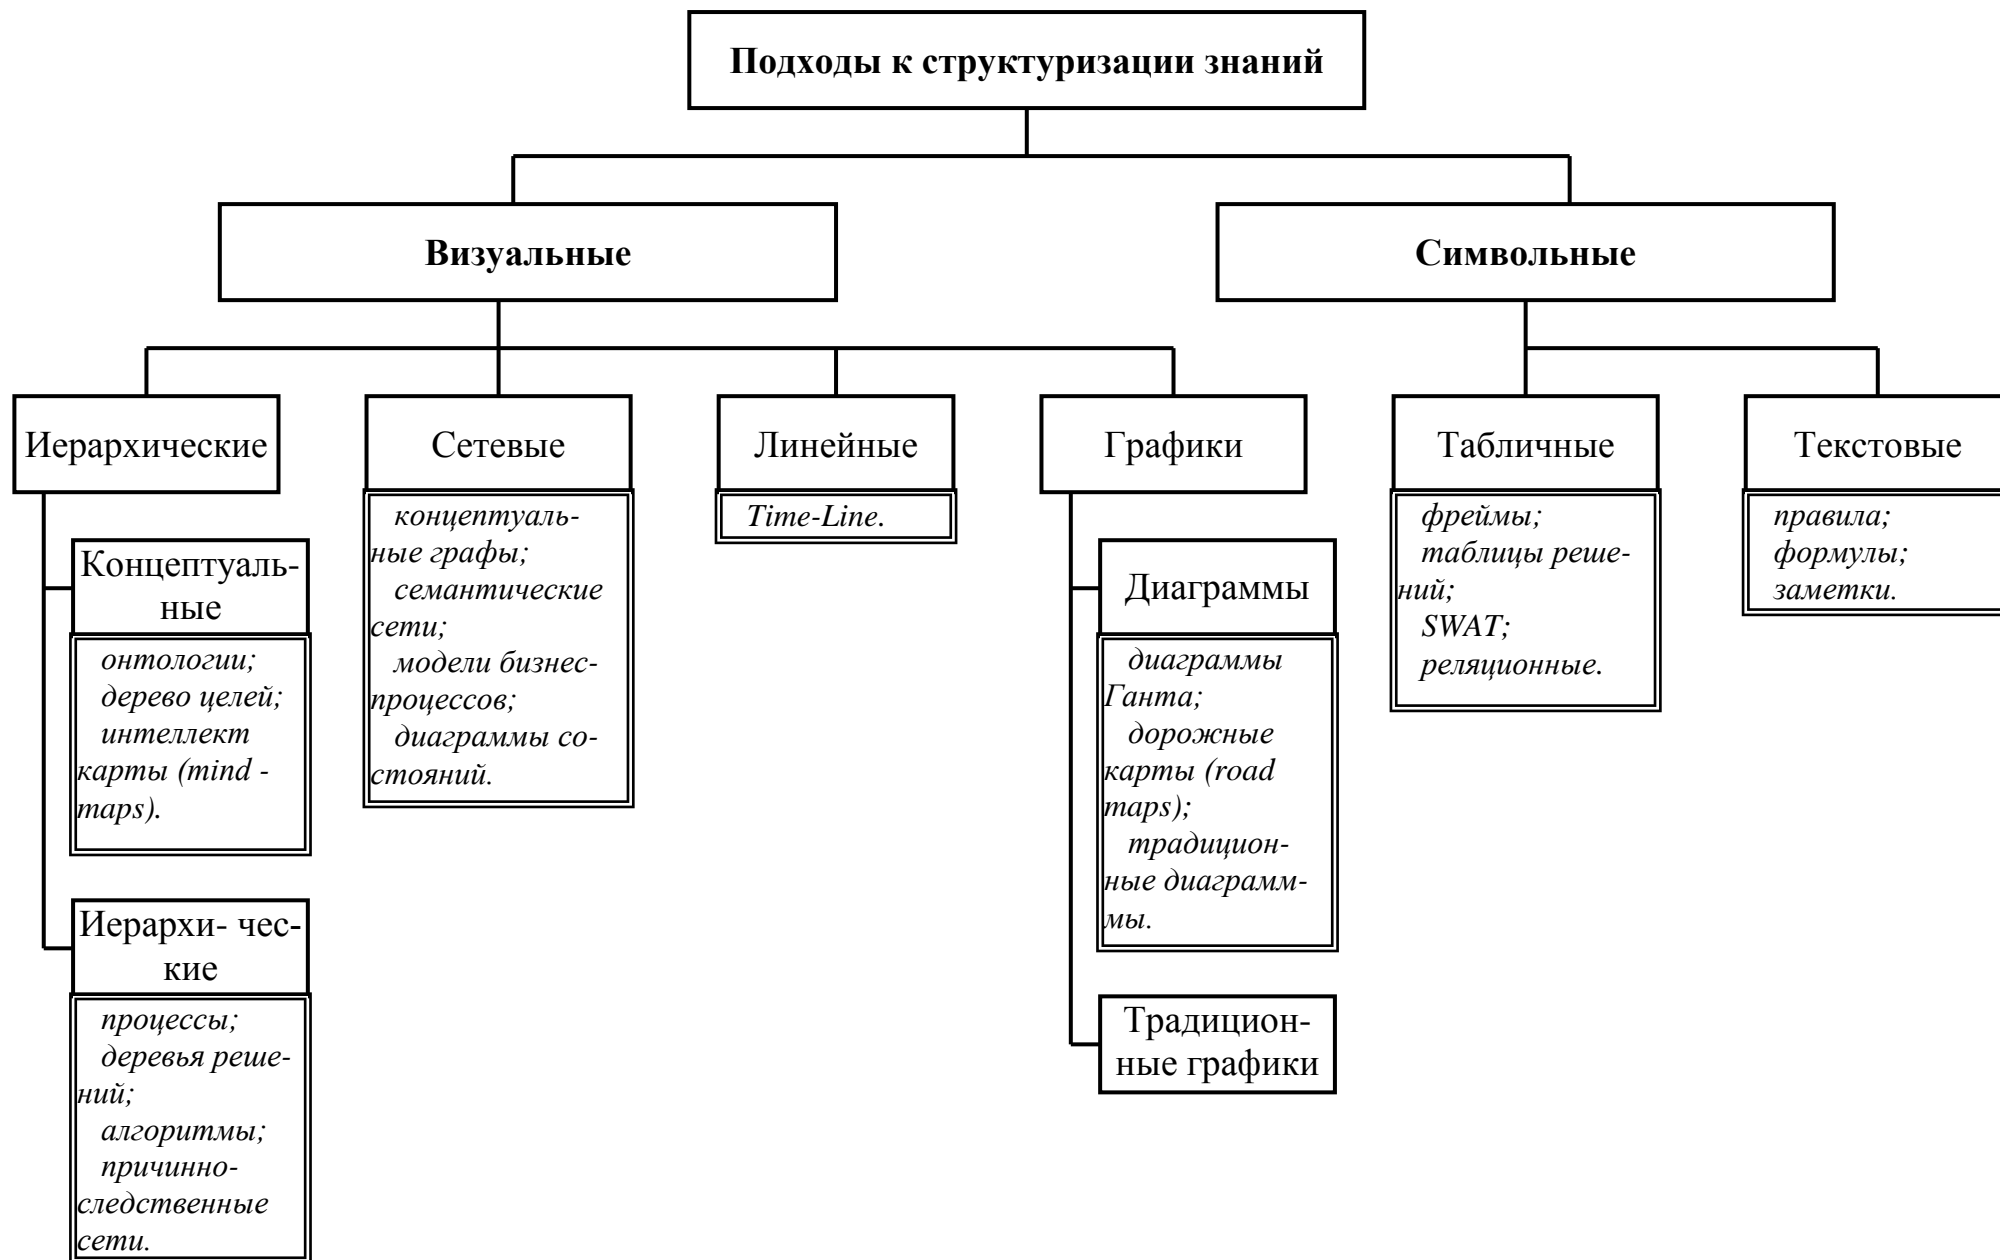 Подходы к структуризации знаний
Визуальные
Символьные
Иерархические
Сетевые
Линейные
Графики
Табличные
Текстовые
Концептуаль-
ные
онтологии;
дерево целей;
интеллект
карты (mind -
maps).
Иерархи- чес-
кие
процессы;
деревья реше-
ний;
алгоритмы;
причинно-
следственные
сети.
концептуаль-
ные графы;
семантические
сети;
модели бизнес-
процессов;
диаграммы со-
стояний.
Time-Line.
Диаграммы
диаграммы
Ганта;
дорожные
карты (road
maps);
традицион-
ные диаграмм-
мы.
Традицион-
ные графики
фреймы;
таблицы реше-
ний;
SWAT;
реляционные.
правила;
формулы;
заметки.